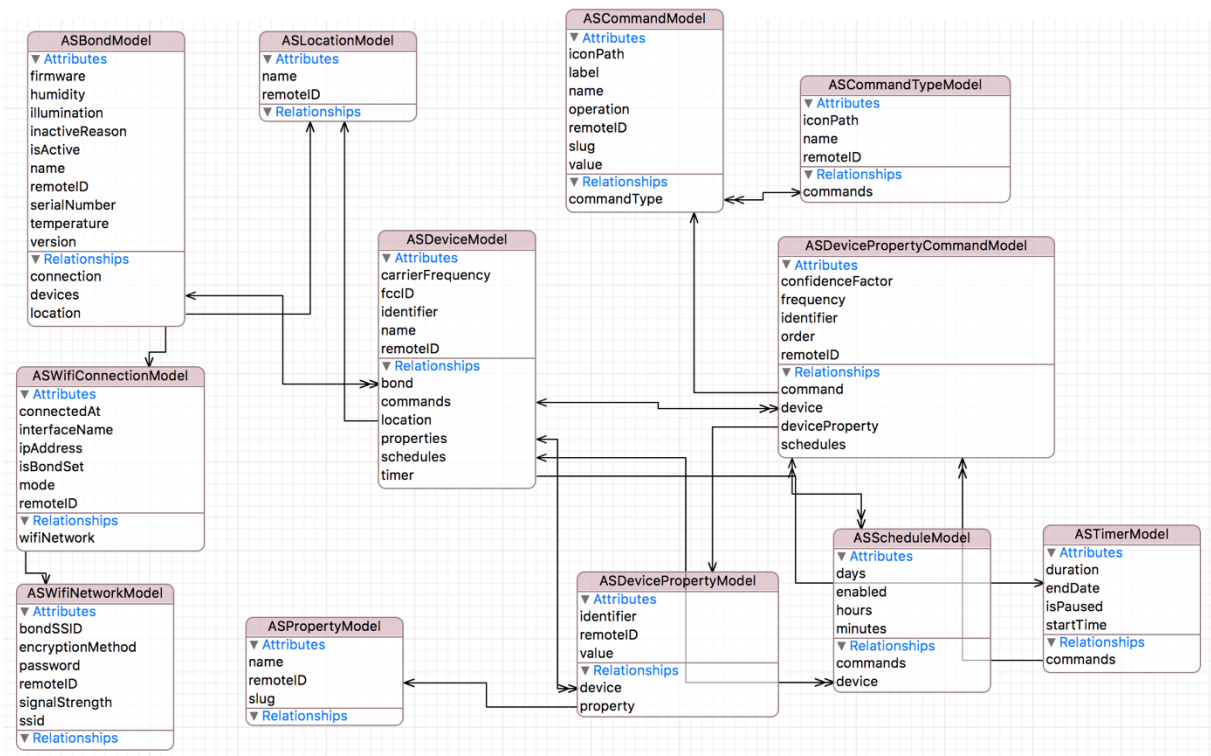 ASBondModel
▼ Attributes
firmware
humidity
illumination
inactiveReason
isActive
name
remoteID
serialNumber
temperature
version
▼ Relationships
connection
devices
location
ASLocationModel
▼ Attributes
name
remoteID
▼ Relationships
ASCommandModel
▼ Attributes
iconPath
label
name
operation
remoteID
slug
value
▼ Relationships
commandType
ASCommandTypeModel
▼ Attributes
iconPath
name
remoteID
▼ Relationships
commands
ASDeviceModel
▼ Attributes
carrierFrequency
fccID
identifier
name
remoteID
▼ Relationships
bond
commands
location
properties
schedules
timer
ASDevicePropertyCommandModel
▼ Attributes
confidenceFactor
frequency
identifier
order
remoteID
▼ Relationships
command
device
deviceProperty
schedules
ASWifiConnectionModel
▼ Attributes
connectedAt
interfaceName
ipAddress
isBondSet
mode
remoteID
▼ Relationships
wifiNetwork
ASWifiNetworkModel
▼ Attributes
bondSSID
encryptionMethod
password
remoteID
signalStrength
ssid
▼ Relationships
ASPropertyModel
▼ Attributes
name
remoteID
slug
▼ Relationships
ASDevicePropertyModel
▼ Attributes
identifier
remoteID
value
▼ Relationships
device
property
ASScheduleModel
▼ Attributes
days
enabled
hours
minutes
▼ Relationships
commands
device
ASTimerModel
▼ Attributes
duration
endDate
isPaused
startTime
▼ Relationships
commands